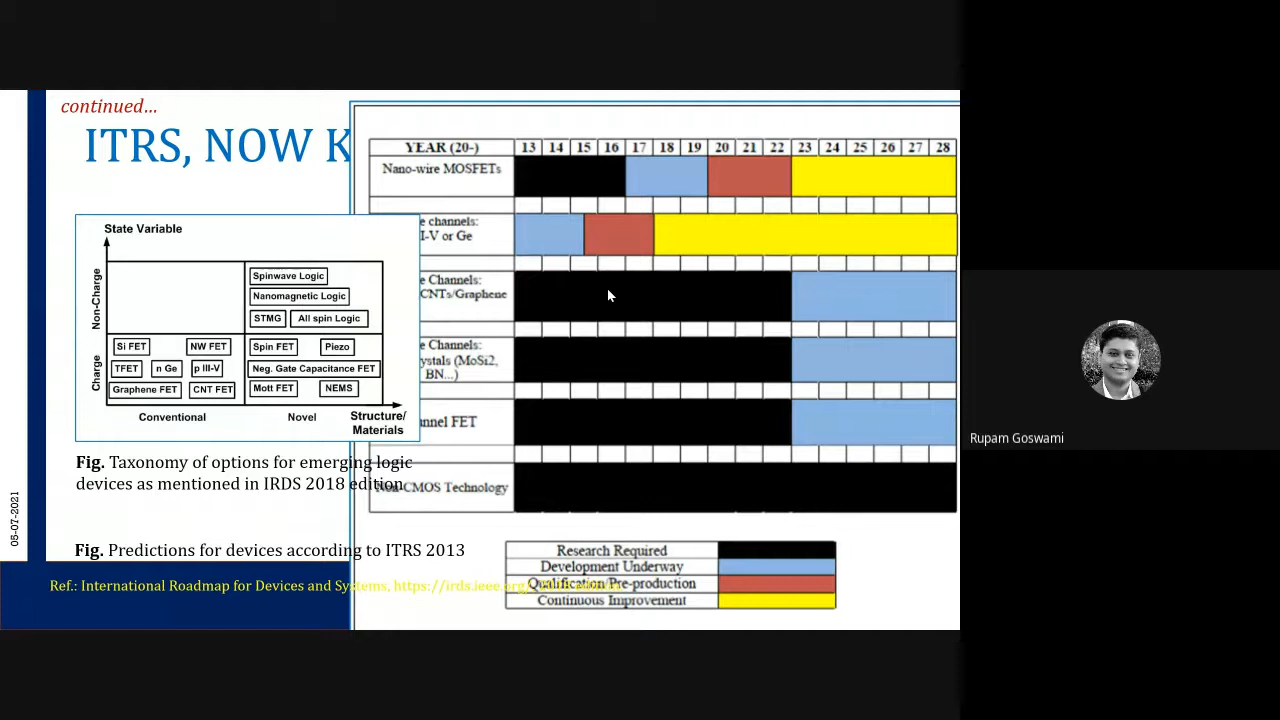 continued…
ITRS, NOW K
YEAR (20-) 13 14 15 16 17 18 19 20 21 22 23 24 25 26 27 28
Nano-wire MOSFETs
e channels:
I-V or Ge
e Channels:
CNTs/Graphene
e Channels:
ystals (MoSi2,
BN...)
nnel FET
Non-CMOS Technology
State Variable
Non-Charge
Charge
Spinwave Logic
Nanomagnetic Logic
STMG All spin Logic
Si FET NW FET Spin FET Piezo
TFET n Ge p III-V Neg. Gate Capacitance FET
Graphene FET CNT FET Mott FET NEMS
Conventional Novel Structure/
Materials
Fig. Taxonomy of options for emerging logic
devices as mentioned in IRDS 2018 edition
Fig. Predictions for devices according to ITRS 2013
Research Required
Development Underway
Qualification/Pre-production
Continuous Improvement
Ref.: International Roadmap for Devices and Systems, https://irds.ieee.org/
08-07-2021
Rupam Goswami